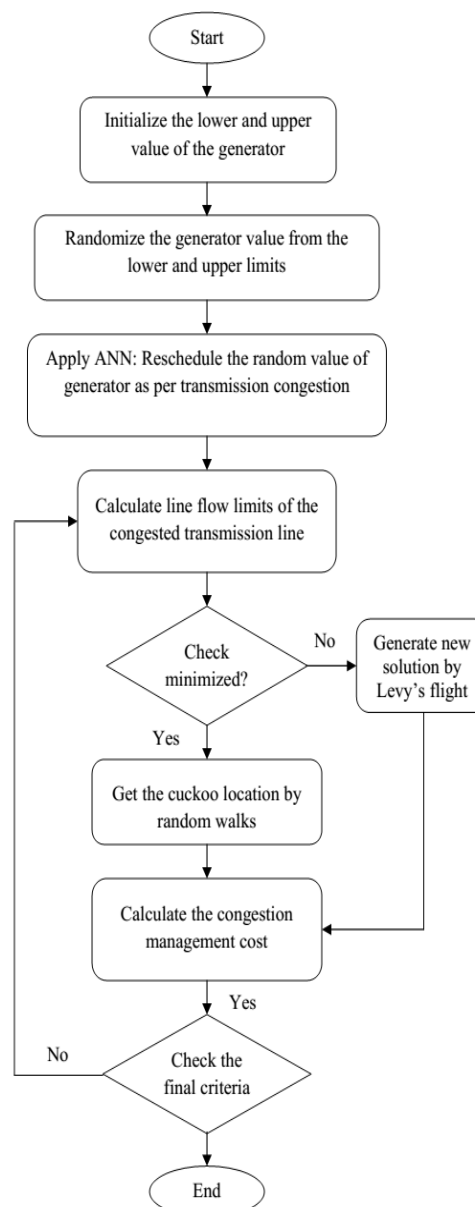 Start
Initialize the lower and upper
value of the generator
Randomize the generator value from the
lower and upper limits
Apply ANN: Reschedule the random value of
generator as per transmission congestion
Calculate line flow limits of the
congested transmission line
Check
minimized?
No
Generate new
solution by
Levy's flight
Yes
Get the cuckoo location by
random walks
Calculate the congestion
management cost
Yes
No
Check the
final criteria
End